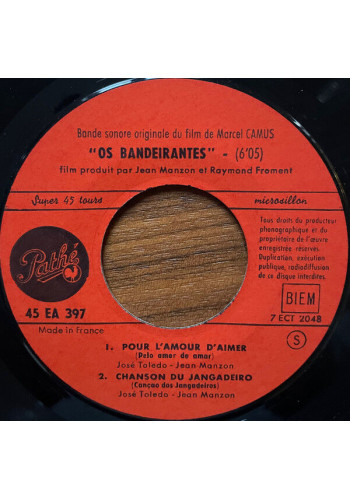 Bande sonore originale du film de Marcel CAMUS
"OS BANDEIRANTES" - (6'05)
film produit par Jean Manzon et Raymond Froment
Super 45 tours
microsillon
Pathé
Tous droits du producteur
phonographique et du
propriétaire de l'œuvre
enregistrée réservés.
Duplication, exécution
publique, radiodiffusion
de ce disque interdites.
45 EA 397
Made in France
BIEM
7 ECT 2048
S
1. POUR L'AMOUR D'AIMER
(Pelo amor de amar)
José Toledo - Jean Manzon
2. CHANSON DU JANGADEIRO
(Cançao dos Jangadeiros)
José Toledo - Jean Manzon